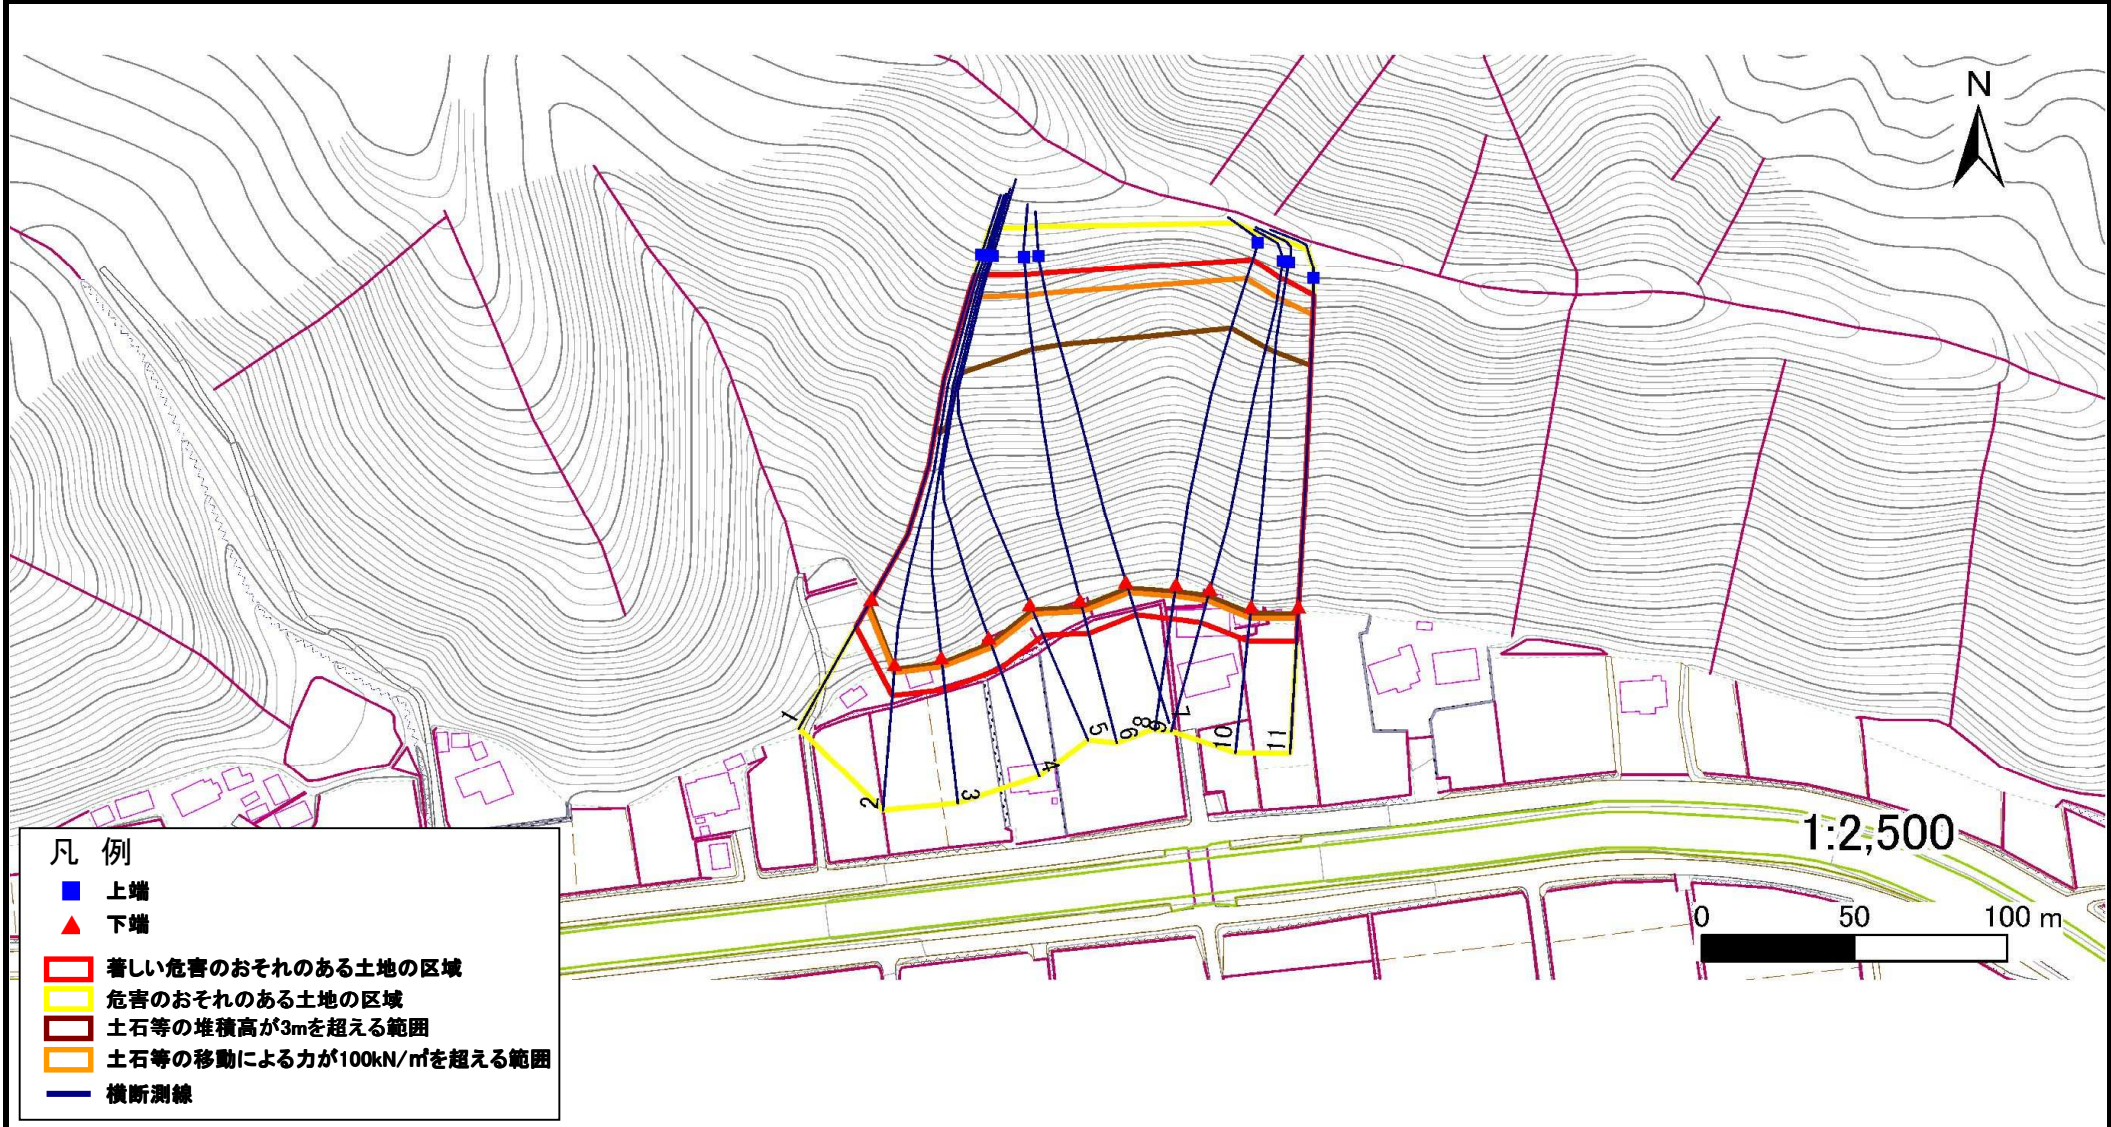 N
1
2
3
4
5
6
8
9
7
10
11
1:2,500
0 50 100 m
凡 例
上端
下端
著しい危害のおそれのある土地の区域
危害のおそれのある土地の区域
土石等の堆積高が3mを超える範囲
土石等の移動による力が100kN/㎡を超える範囲
横断測線